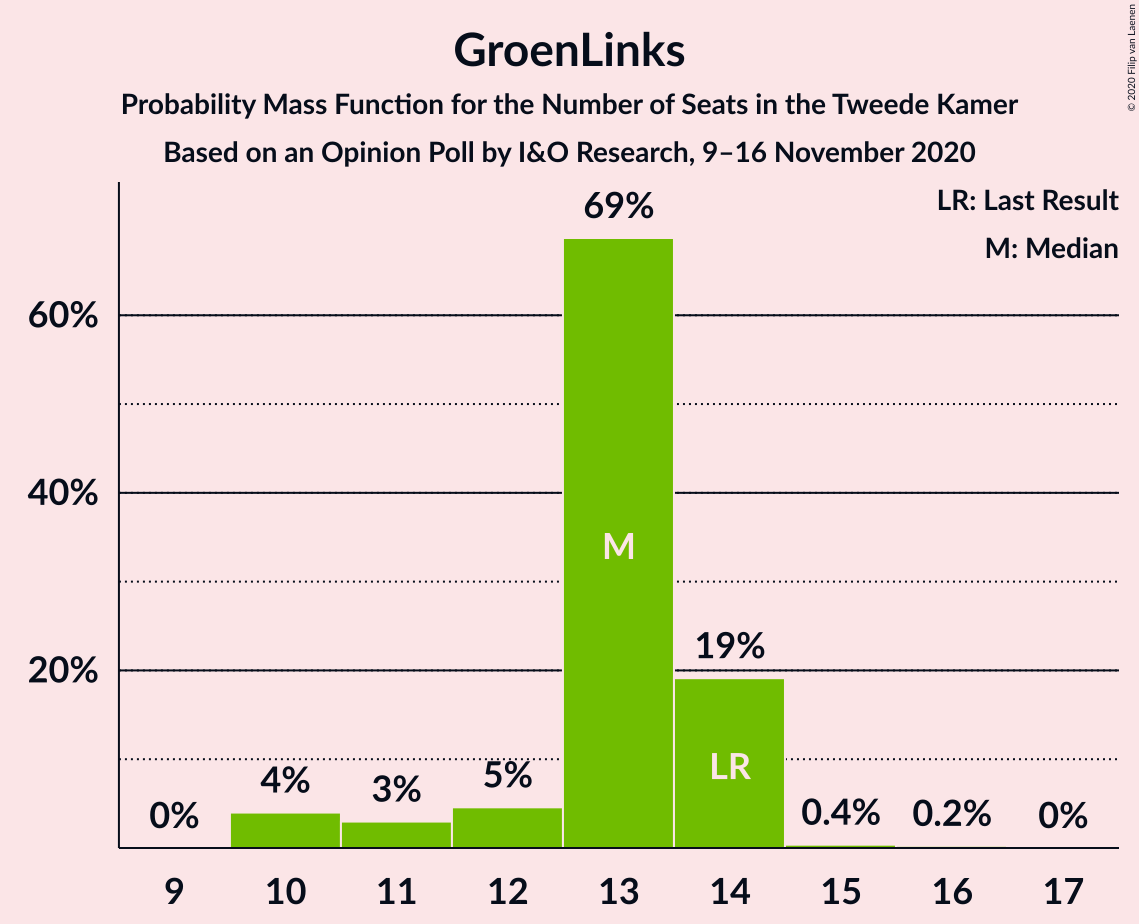 GroenLinks
Probability Mass Function for the Number of Seats in the Tweede Kamer
Based on an Opinion Poll by I&O Research, 9–16 November 2020
© 2020 Filip van Laenen
LR: Last Result
M: Median
69%
60%
40%
M
20%
19%
LR
0%
4%
3%
5%
0.4%
0.2%
0%
9 10 11 12 13 14 15 16 17